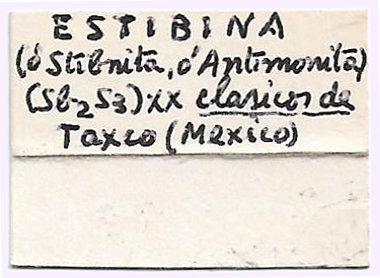 ESTIBINA
(ó Stibnita, ó Antimonita)
(Sb₂S₃) xx clasicos de
Taxco (Mexico)